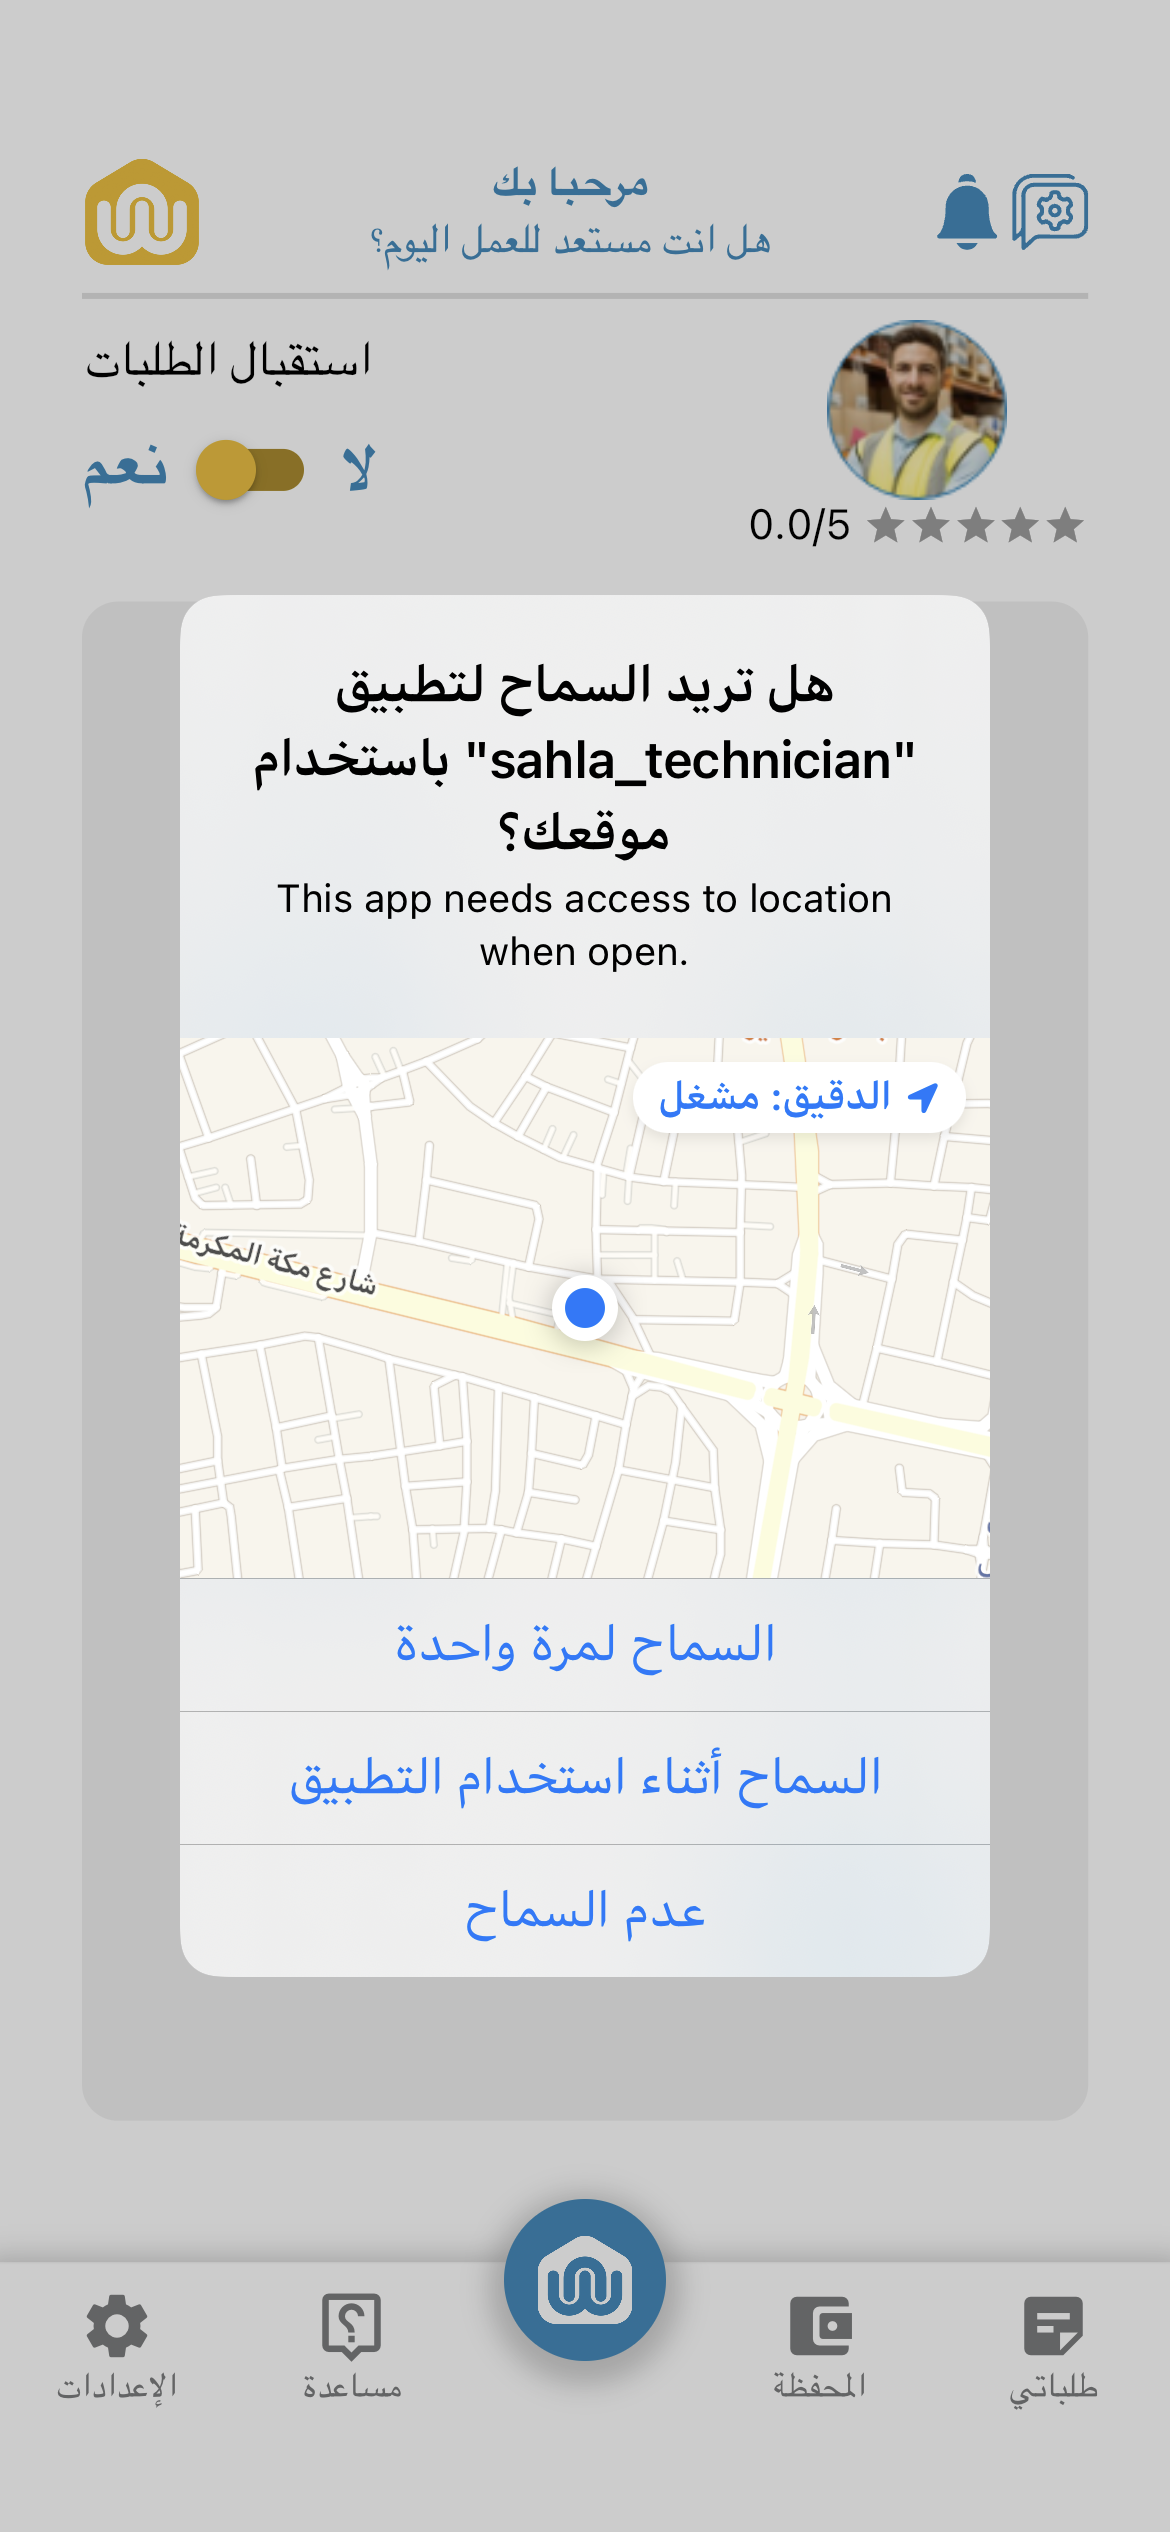 مرحبا بك
هل انت مستعد للعمل اليوم؟
استقبال الطلبات
لا
نعم
0.0/5
هل تريد السماح لتطبيق
"sahla_technician" باستخدام
موقعك؟
This app needs access to location
when open.
الدقيق: مشغل
شارع مكة المكرمة
السماح لمرة واحدة
السماح أثناء استخدام التطبيق
عدم السماح
طلباتي
المحفظة
مساعدة
الإعدادات